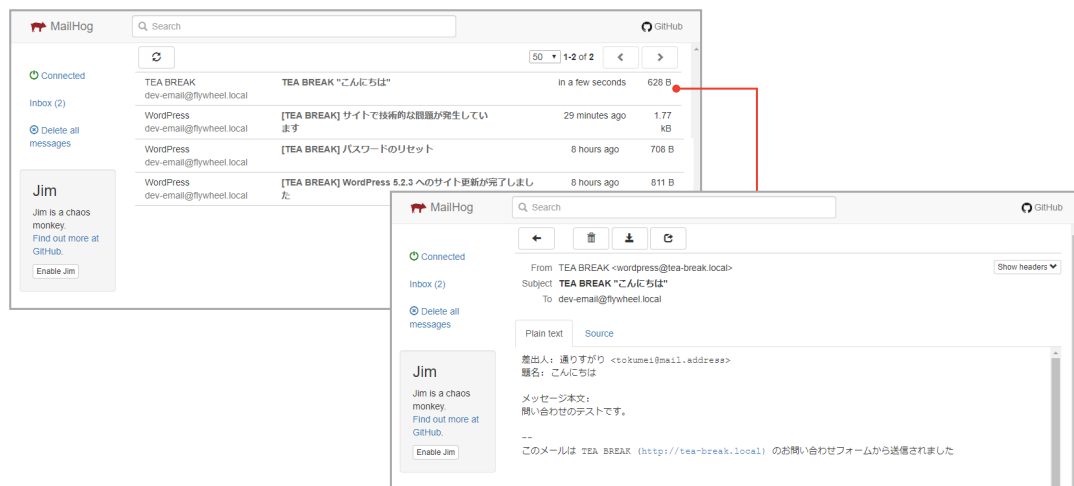 MailHog
Search
GitHub
50 1-2 of 2
Connected
Inbox (2)
Delete all
messages
Jim
Jim is a chaos
monkey.
Find out more at
GitHub.
Enable Jim
TEA BREAK TEA BREAK "こんにちは" in a few seconds 628 B
dev-email@flywheel.local
WordPress [TEA BREAK] サイトで技術的な問題が発生してい 29 minutes ago 1.77
dev-email@flywheel.local ます kB
WordPress [TEA BREAK] パスワードのリセット 8 hours ago 708 B
dev-email@flywheel.local
WordPress [TEA BREAK] WordPress 5.2.3 へのサイト更新が完了しまし 8 hours ago 811 B
dev-email@flywheel.local た
MailHog
Search
GitHub
Connected
Inbox (2)
Delete all
messages
Jim
Jim is a chaos
monkey.
Find out more at
GitHub.
Enable Jim
From TEA BREAK <wordpress@tea-break.local>
Show headers
Subject TEA BREAK "こんにちは"
To dev-email@flywheel.local
Plain text Source
差出人: 通りすがり <tokumei@mail.address>
題名: こんにちは
メッセージ本文:
問い合わせのテストです。
--
このメールは TEA BREAK (http://tea-break.local) のお問い合わせフォームから送信されました